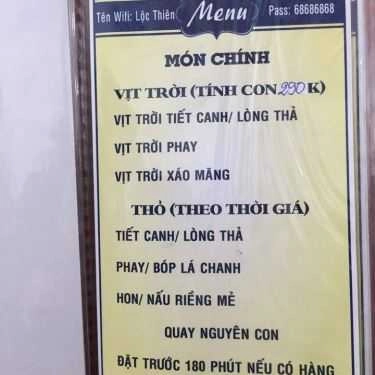 Tên Wifi: Lộc Thiên Menu Pass: 68686868
MÓN CHÍNH
VỊT TRỜI (TÍNH CON 290K)
VỊT TRỜI TIẾT CANH/ LÒNG THẢ
VỊT TRỜI PHAY
VỊT TRỜI XÁO MĂNG
THỎ (THEO THỜI GIÁ)
TIẾT CANH/ LÒNG THẢ
PHAY/ BÓP LÁ CHANH
HON/ NẤU RIỀNG MẺ
QUAY NGUYÊN CON
ĐẶT TRƯỚC 180 PHÚT NẾU CÓ HÀNG